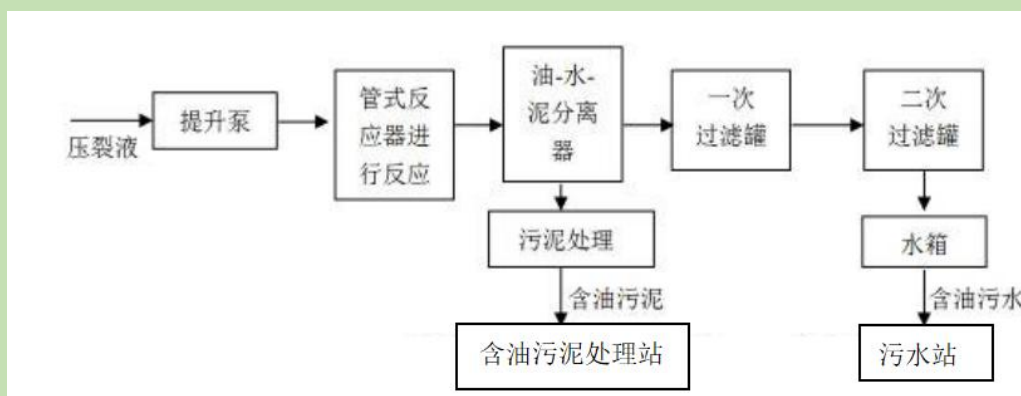 压裂液
提升泵
管式反
应器进
行反应
油-水-
泥分离
器
一次
过滤罐
二次
过滤罐
污泥处理
水箱
含油污泥
含油污水
含油污泥处理站
污水站